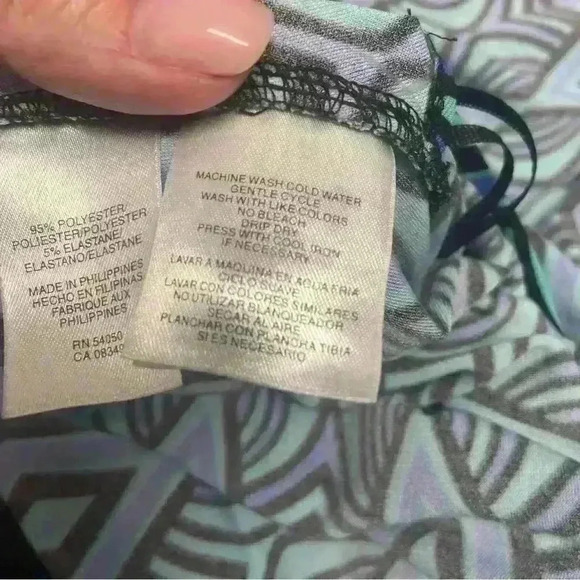 95% POLYESTER/
POLIESTER/POLYESTER
5% ELASTANE/
ELASTANO/ELASTANE
MADE IN PHILIPPINES
HECHO EN FILIPINAS
FABRIQUE AUX
PHILIPPINES
RN 54050
CA 08349
MACHINE WASH COLD WATER
GENTLE CYCLE
WASH WITH LIKE COLORS
NO BLEACH
DRIP DRY
PRESS WITH COOL IRON
IF NECESSARY
LAVAR A MAQUINA EN AQUA FRIA
CICLO SUAVE
LAVAR CON COLORES SIMILARES
NO UTILIZAR BLANQUEADOR
SEGAR AL AIRE
PLANCHAR CON PLANCHA TIBIA
SI ES NECESARIO